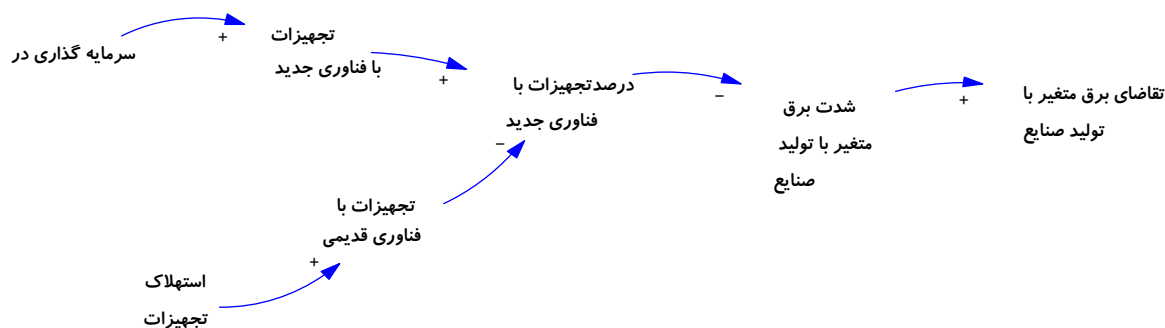 سرمایه گذاری در
+
تجهیزات
با فناوری جدید
+
درصدتجهیزات با
فناوری جدید
–
شدت برق
متغیر با تولید
صنایع
+
تقاضای برق متغیر با
تولید صنایع
–
تجهیزات با
فناوری قدیمی
+
استهلاک
تجهیزات